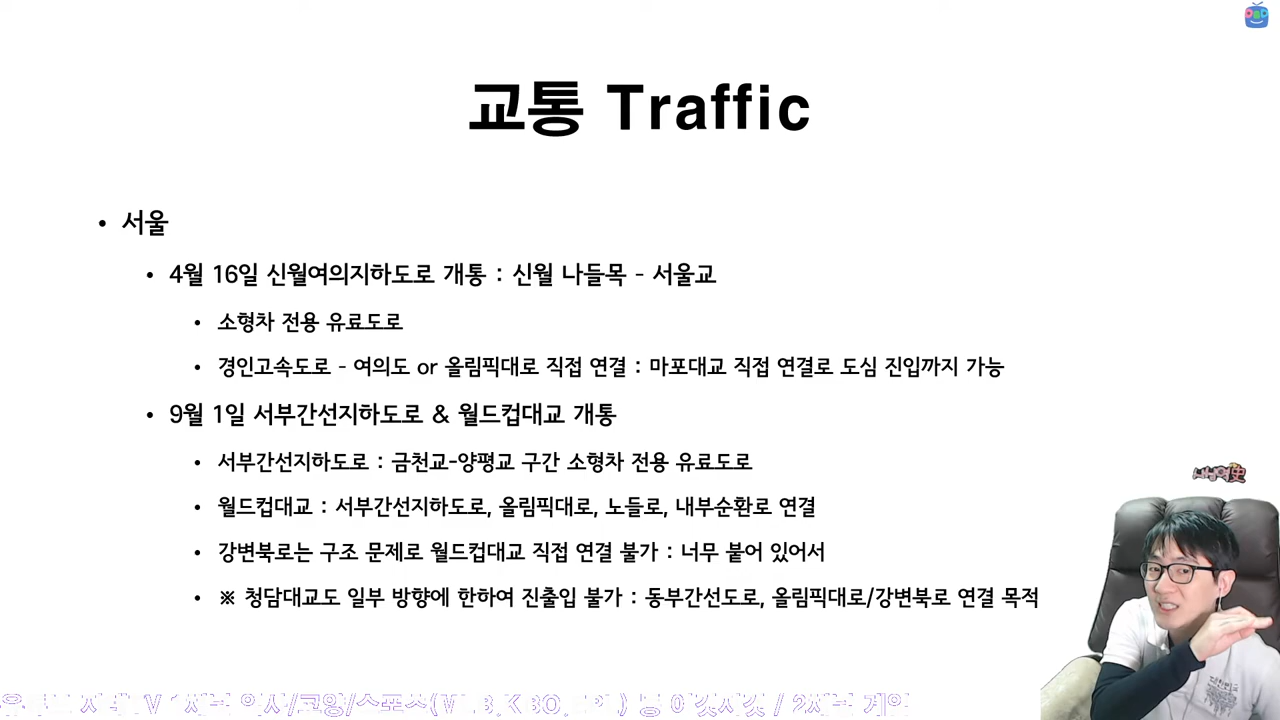 교통 Traffic
• 서울
• 4월 16일 신월여의지하도로 개통 : 신월 나들목 - 서울교
• 소형차 전용 유료도로
• 경인고속도로 - 여의도 or 올림픽대로 직접 연결 : 마포대교 직접 연결로 도심 진입까지 가능
• 9월 1일 서부간선지하도로 & 월드컵대교 개통
• 서부간선지하도로 : 금천교-양평교 구간 소형차 전용 유료도로
• 월드컵대교 : 서부간선지하도로, 올림픽대로, 노들로, 내부순환로 연결
• 강변북로는 구조 문제로 월드컵대교 직접 연결 불가 : 너무 붙어 있어서
• ※ 청담대교도 일부 방향에 한하여 진출입 불가 : 동부간선도로, 올림픽대로/강변북로 연결 목적